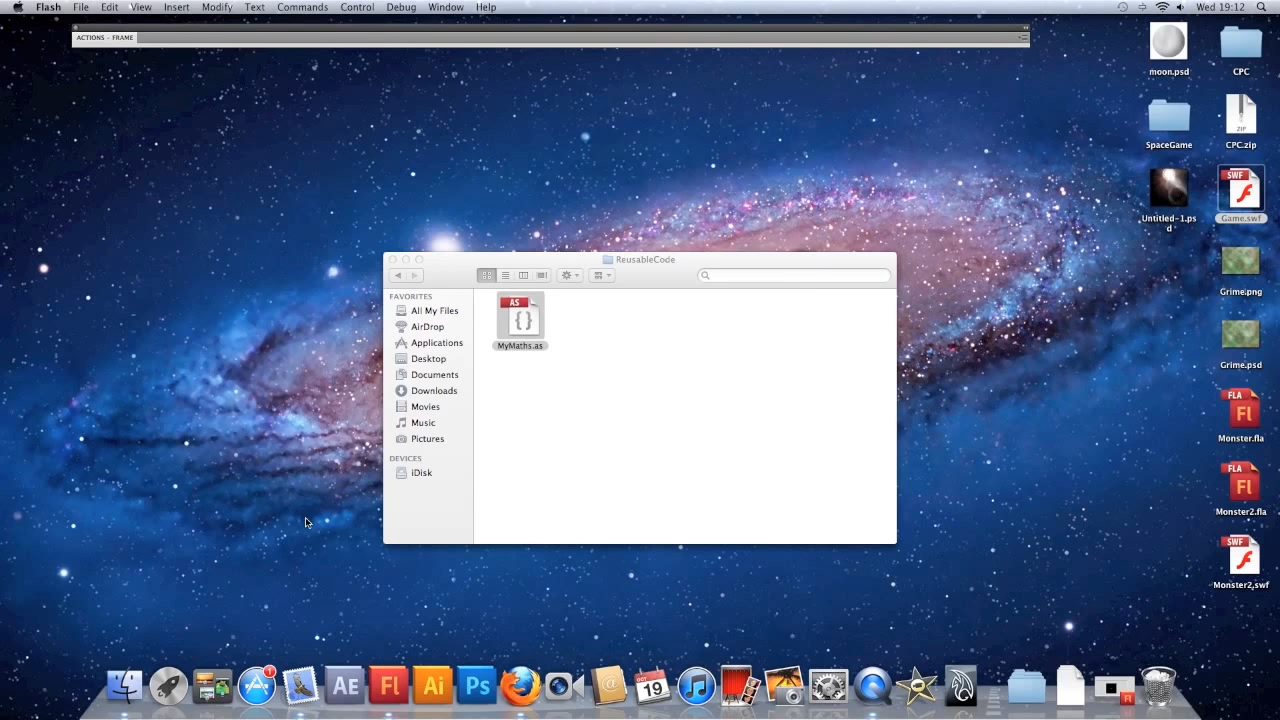 Flash File Edit View Insert Modify Text Commands Control Debug Window Help Wed 19:12
ACTIONS - FRAME
moon.psd
CPC
SpaceGame
ZIP
CPC.zip
SWF
Untitled-1.ps
d
Game.swf
ReusableCode
FAVORITES
All My Files
AirDrop
Applications
Desktop
Documents
Downloads
Movies
Music
Pictures
DEVICES
iDisk
AS
{ }
MyMaths.as
Grime.png
Grime.psd
FLA
Fl
Monster.fla
FLA
Fl
Monster2.fla
SWF
Monster2.swf
1
AE
Fl
Ai
Ps
@
19
Fl